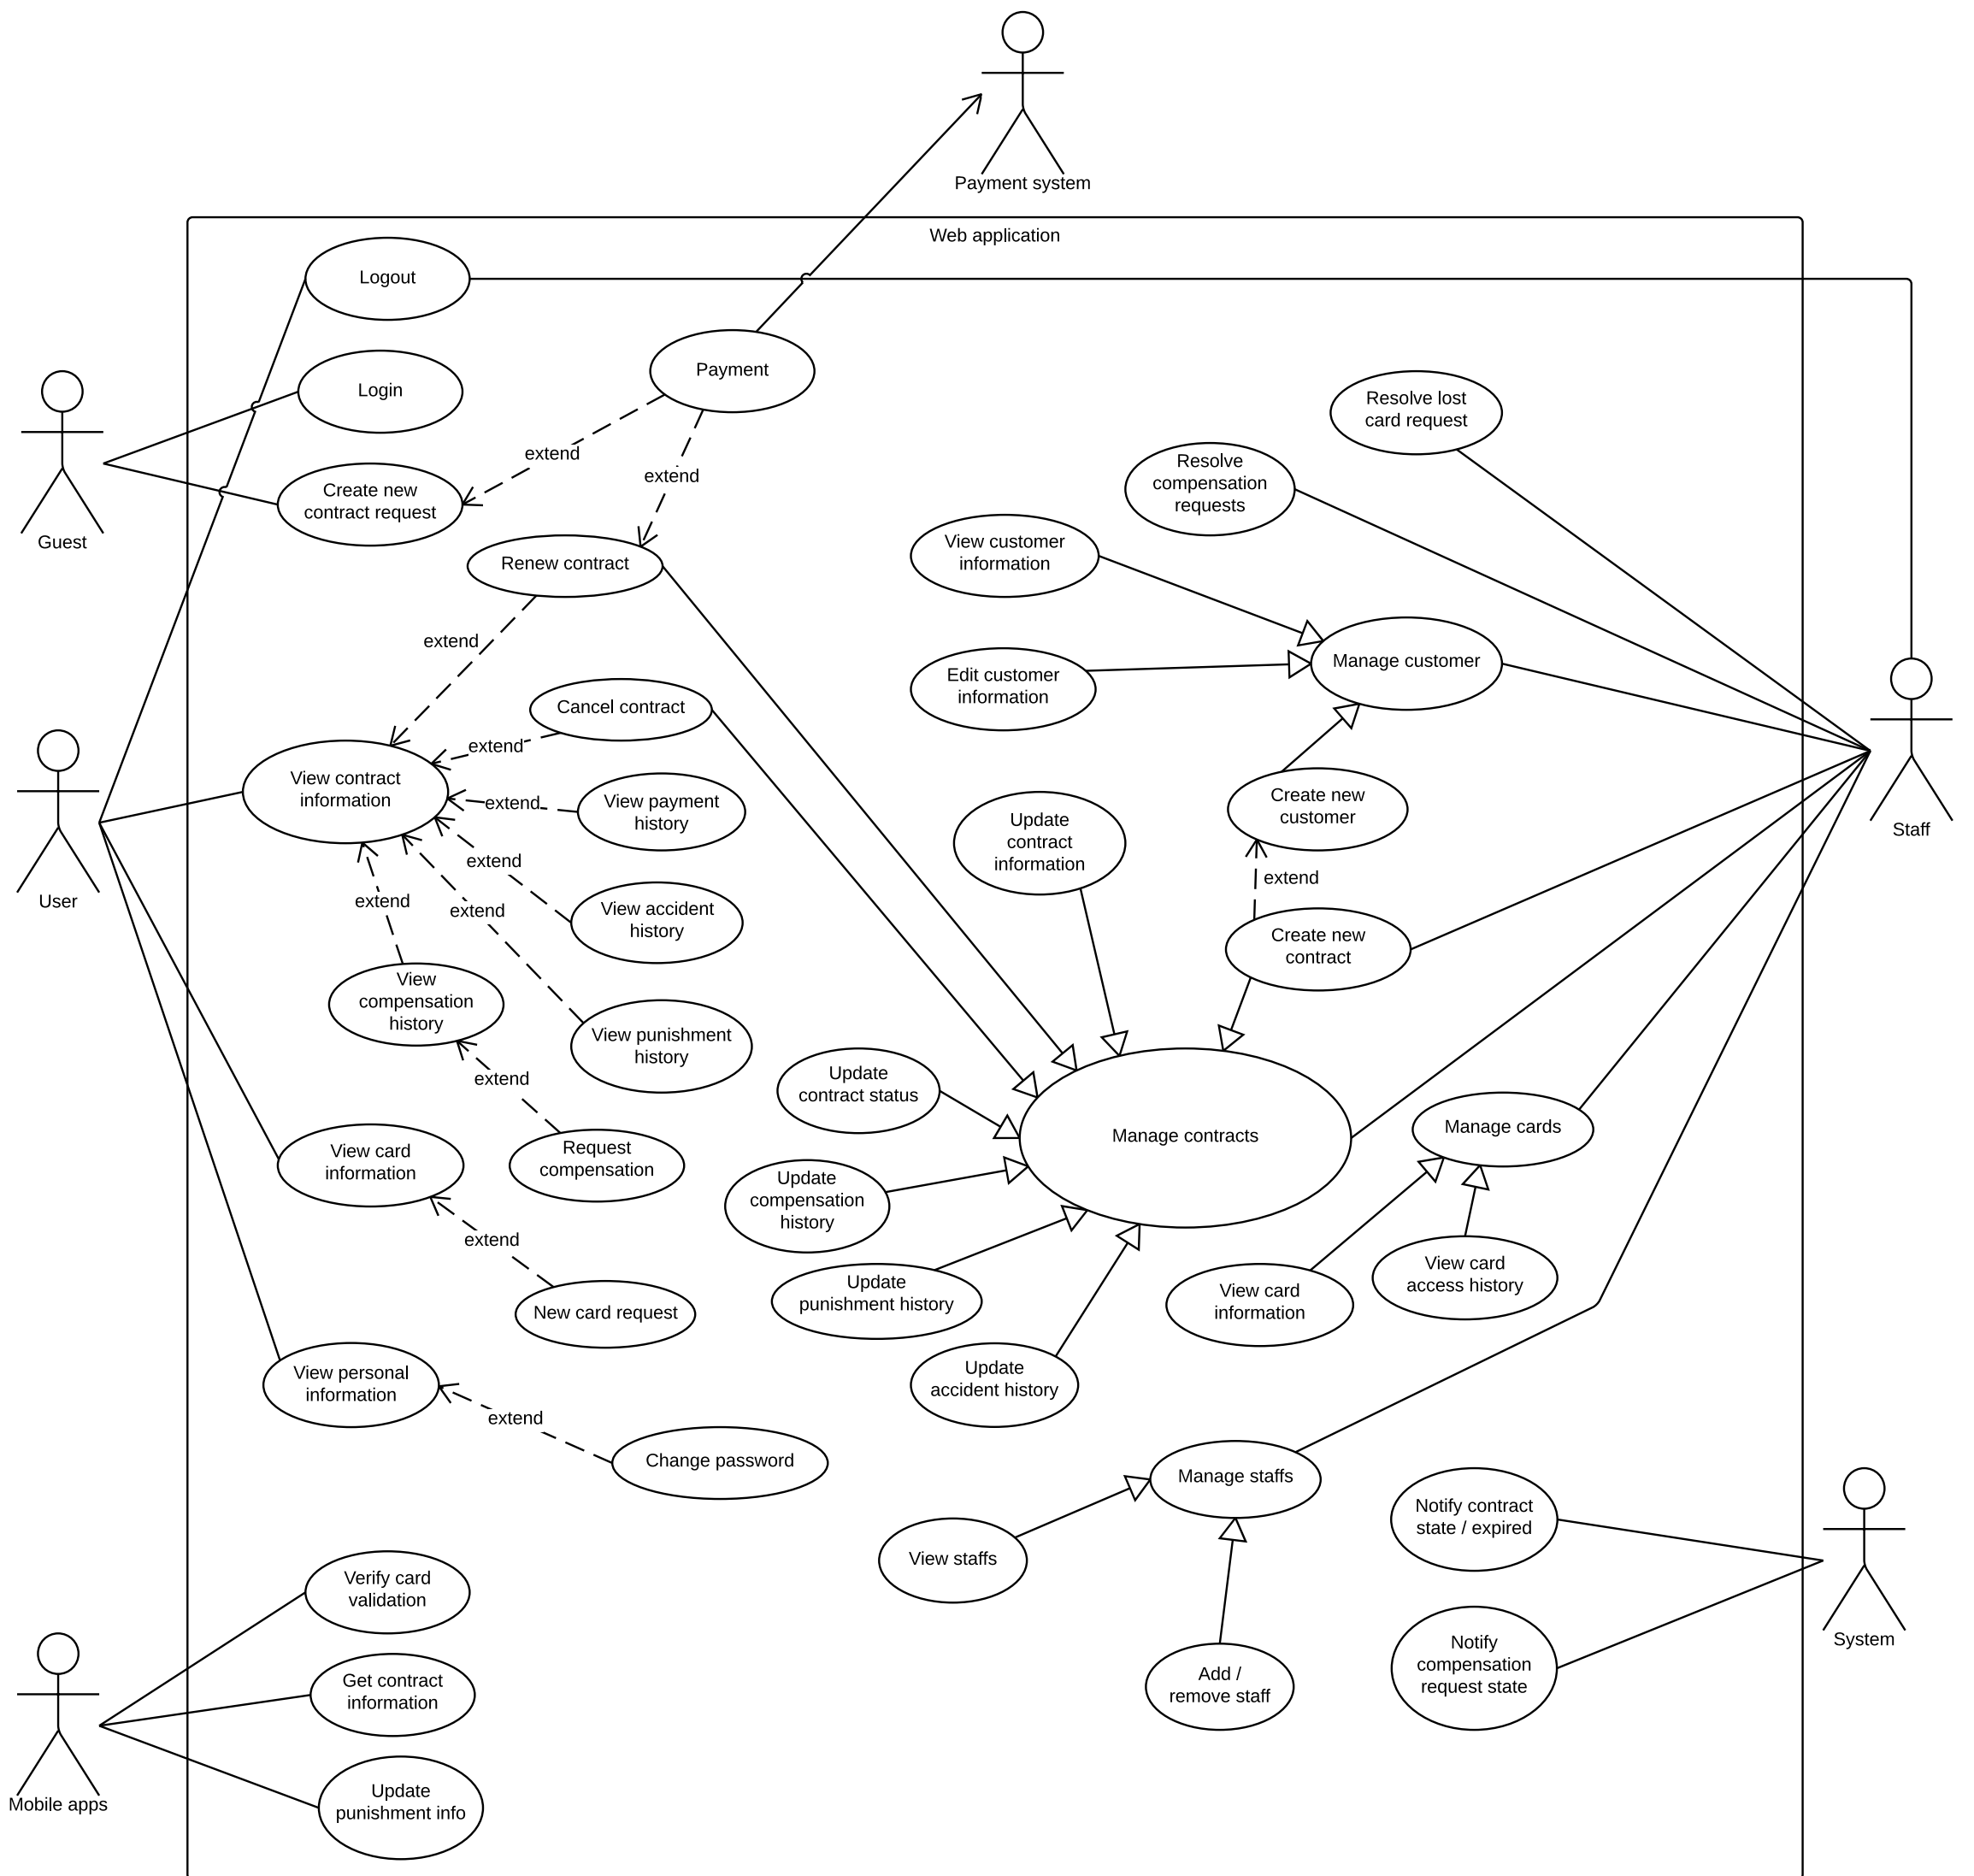 Payment system
Web application
Logout
Login
Payment
Create new
contract request
extend
extend
Guest
Resolve lost
card request
Resolve
compensation
requests
View customer
information
Renew contract
extend
Edit customer
information
Manage customer
Cancel contract
extend
View contract
information
extend
View payment
history
Create new
customer
Update
contract
information
Staff
User
extend
extend
extend
View accident
history
extend
Create new
contract
View
compensation
history
View punishment
history
extend
Update
contract status
Manage contracts
Manage cards
View card
information
Request
compensation
Update
compensation
history
extend
New card request
Update
punishment history
View card
information
View card
access history
View personal
information
extend
Update
accident history
Change password
Manage staffs
View staffs
Notify contract
state / expired
Verify card
validation
System
Notify
compensation
request state
Get contract
information
Add /
remove staff
Mobile apps
Update
punishment info